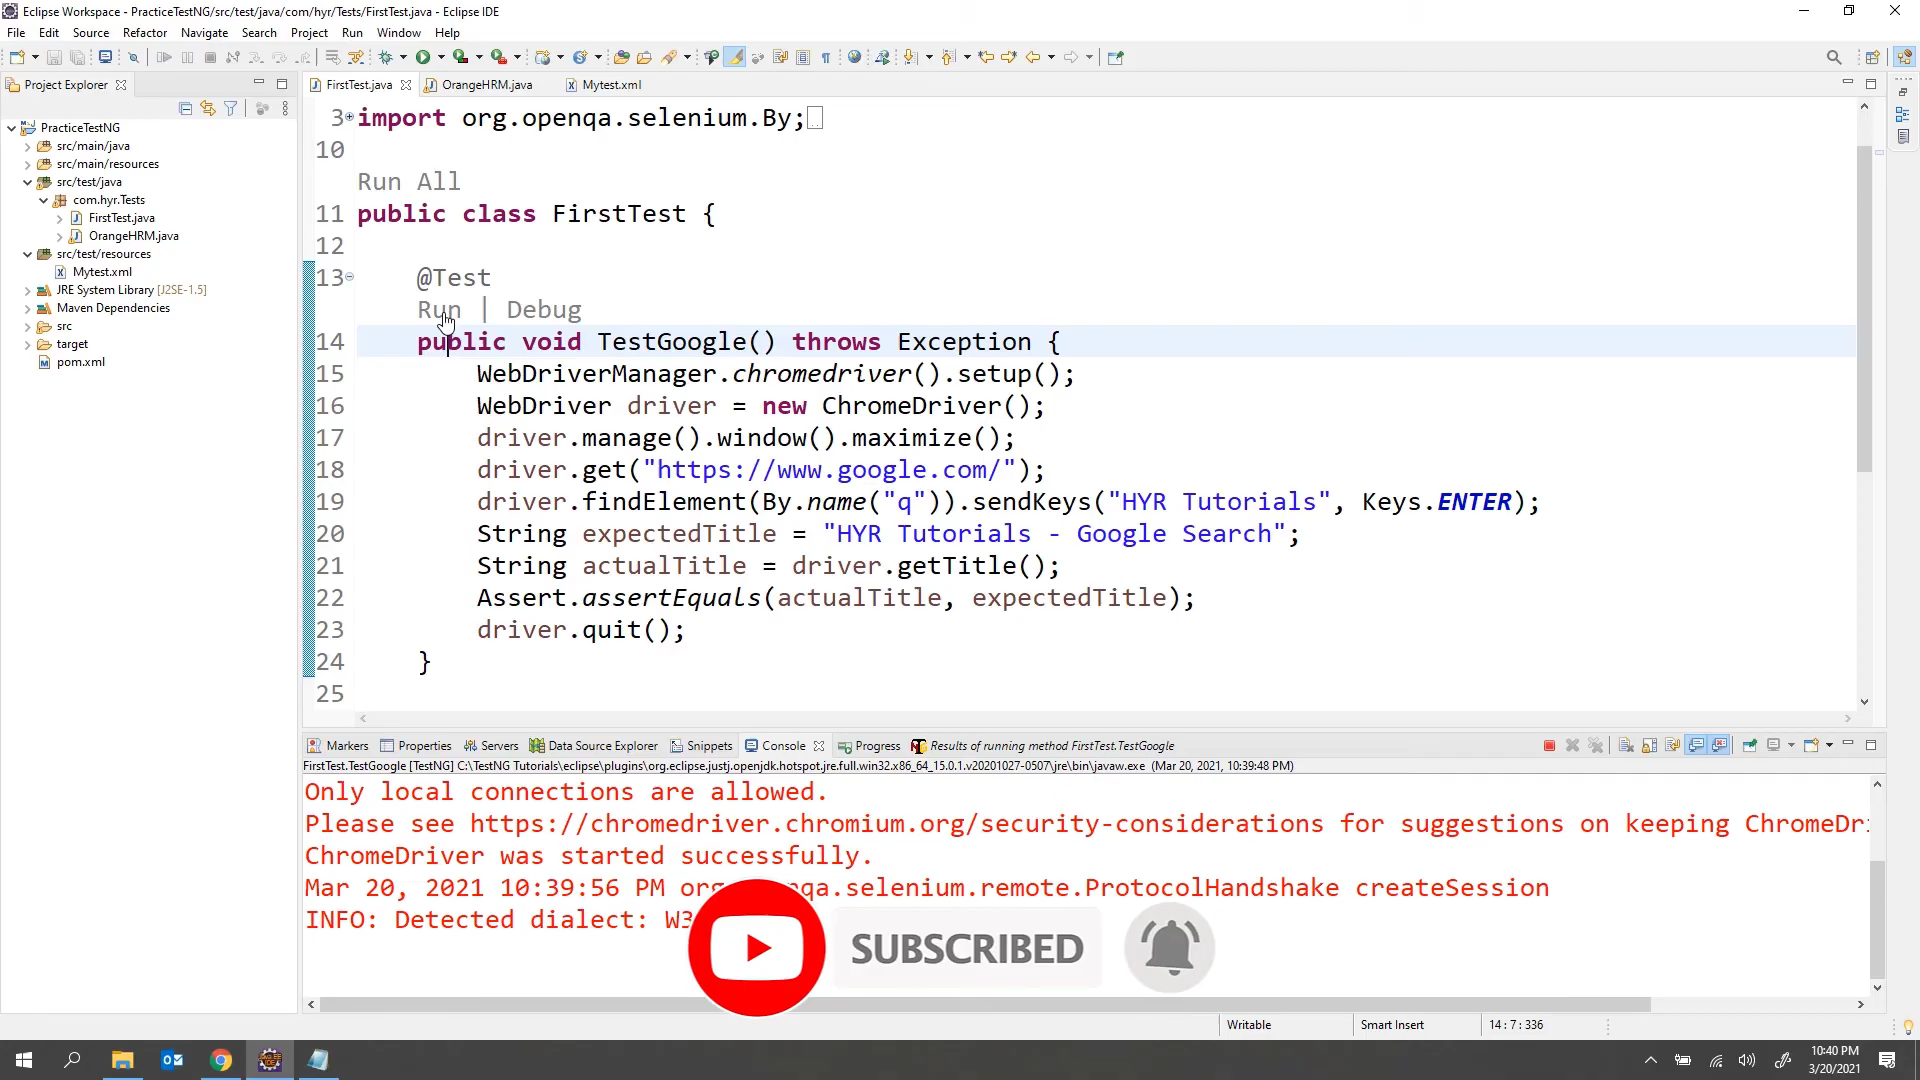 Eclipse Workspace - PracticeTestNG/src/test/java/com/hyr/Tests/FirstTest.java - Eclipse IDE
File Edit Source Refactor Navigate Search Project Run Window Help
Project Explorer
FirstTest.java OrangeHRM.java Mytest.xml
PracticeTestNG
src/main/java
src/main/resources
src/test/java
com.hyr.Tests
FirstTest.java
OrangeHRM.java
src/test/resources
Mytest.xml
JRE System Library [J2SE-1.5]
Maven Dependencies
src
target
pom.xml
3 import org.openqa.selenium.By;
10
Run All
11 public class FirstTest {
12
13 @Test
Run | Debug
14 public void TestGoogle() throws Exception {
15 WebDriverManager.chromedriver().setup();
16 WebDriver driver = new ChromeDriver();
17 driver.manage().window().maximize();
18 driver.get("https://www.google.com/");
19 driver.findElement(By.name("q")).sendKeys("HYR Tutorials", Keys.ENTER);
20 String expectedTitle = "HYR Tutorials - Google Search";
21 String actualTitle = driver.getTitle();
22 Assert.assertEquals(actualTitle, expectedTitle);
23 driver.quit();
24 }
25
Markers Properties Servers Data Source Explorer Snippets Console Progress Results of running method FirstTest.TestGoogle
FirstTest.TestGoogle [TestNG] C:\TestNG Tutorials\eclipse\plugins\org.eclipse.justj.openjdk.hotspot.jre.full.win32.x86_64_15.0.1.v20201027-0507\jre\bin\javaw.exe (Mar 20, 2021, 10:39:48 PM)
Only local connections are allowed.
Please see https://chromedriver.chromium.org/security-considerations for suggestions on keeping ChromeDri
ChromeDriver was started successfully.
Mar 20, 2021 10:39:56 PM org qa.selenium.remote.ProtocolHandshake createSession
INFO: Detected dialect: W3
SUBSCRIBED
Writable Smart Insert 14 : 7 : 336
10:40 PM
3/20/2021